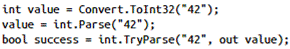 int value = Convert.ToInt32("42");
value = int.Parse("42");
bool success = int.TryParse("42", out value);